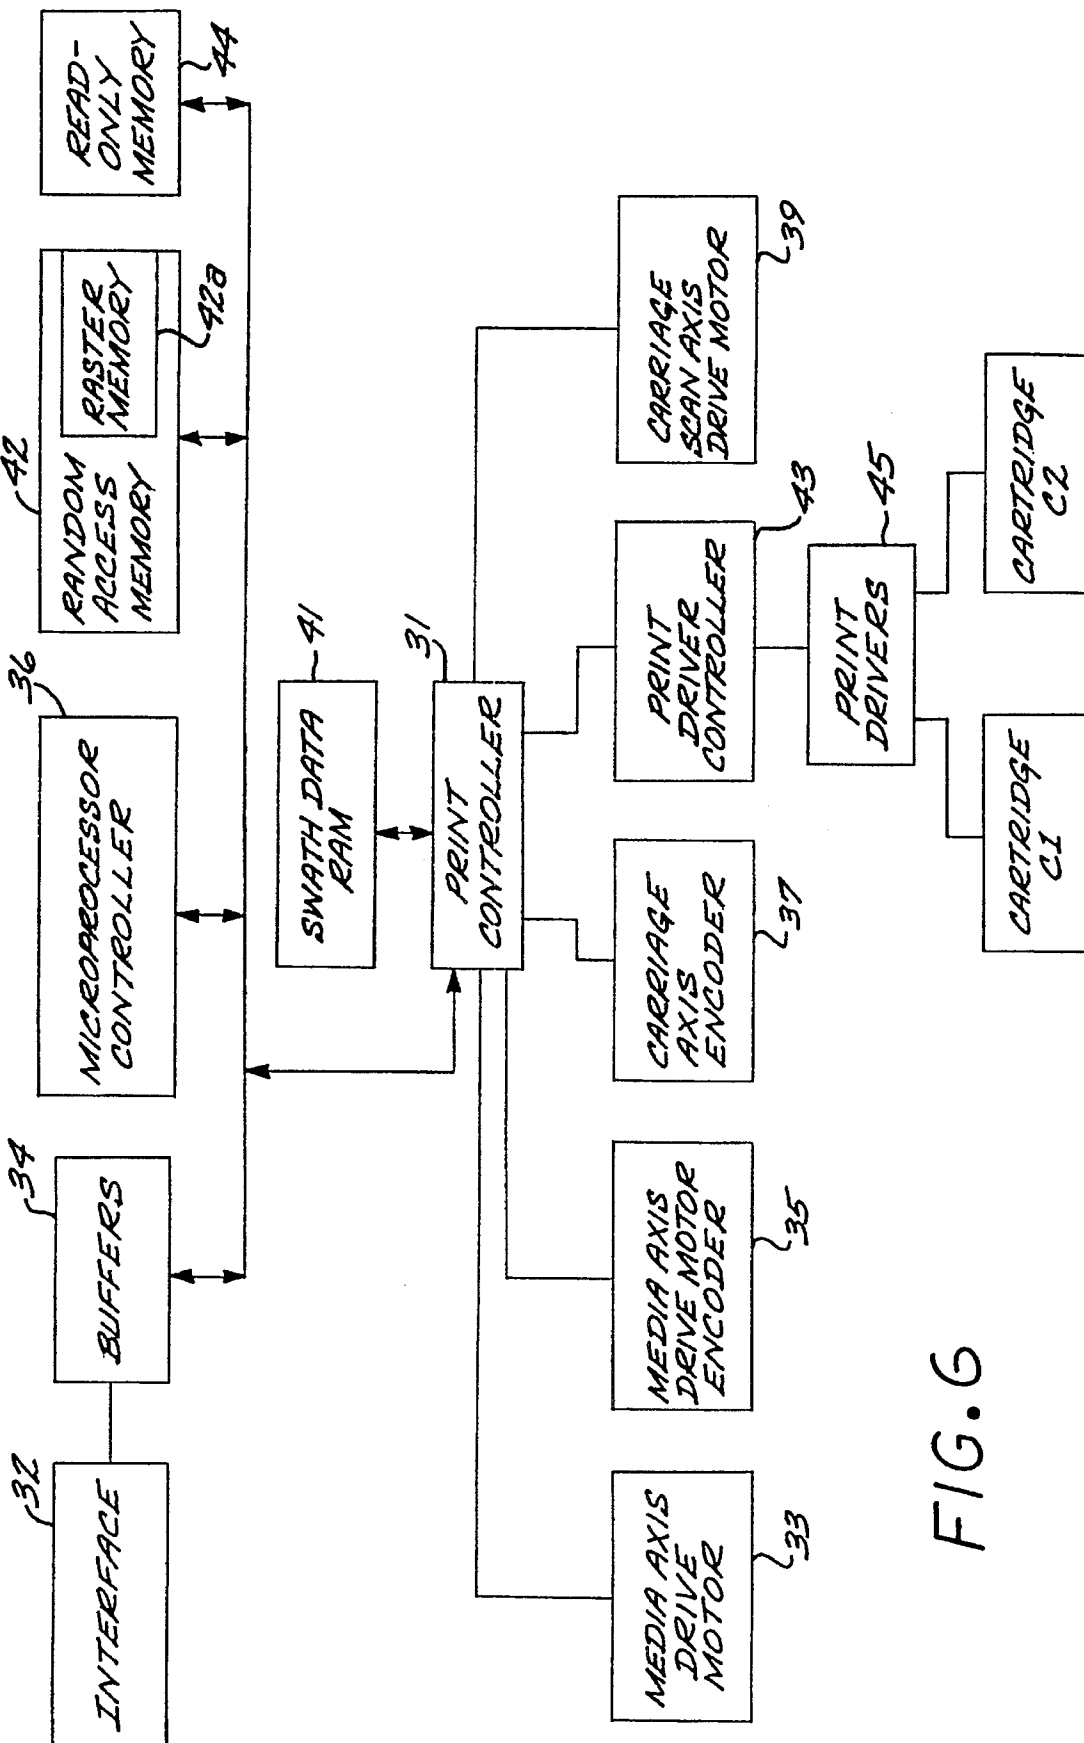 32
INTERFACE
34
BUFFERS
36
MICROPROCESSOR
CONTROLLER
42
RANDOM
ACCESS
MEMORY
RASTER
MEMORY
42a
READ-
ONLY
MEMORY
44
SWATH DATA
RAM
41
PRINT
CONTROLLER
31
MEDIA AXIS
DRIVE
MOTOR
33
MEDIA AXIS
DRIVE MOTOR
ENCODER
35
CARRIAGE
AXIS
ENCODER
37
PRINT
DRIVER
CONTROLLER
43
CARRIAGE
SCAN AXIS
DRIVE MOTOR
39
PRINT
DRIVERS
45
CARTRIDGE
C1
CARTRIDGE
C2
FIG.6